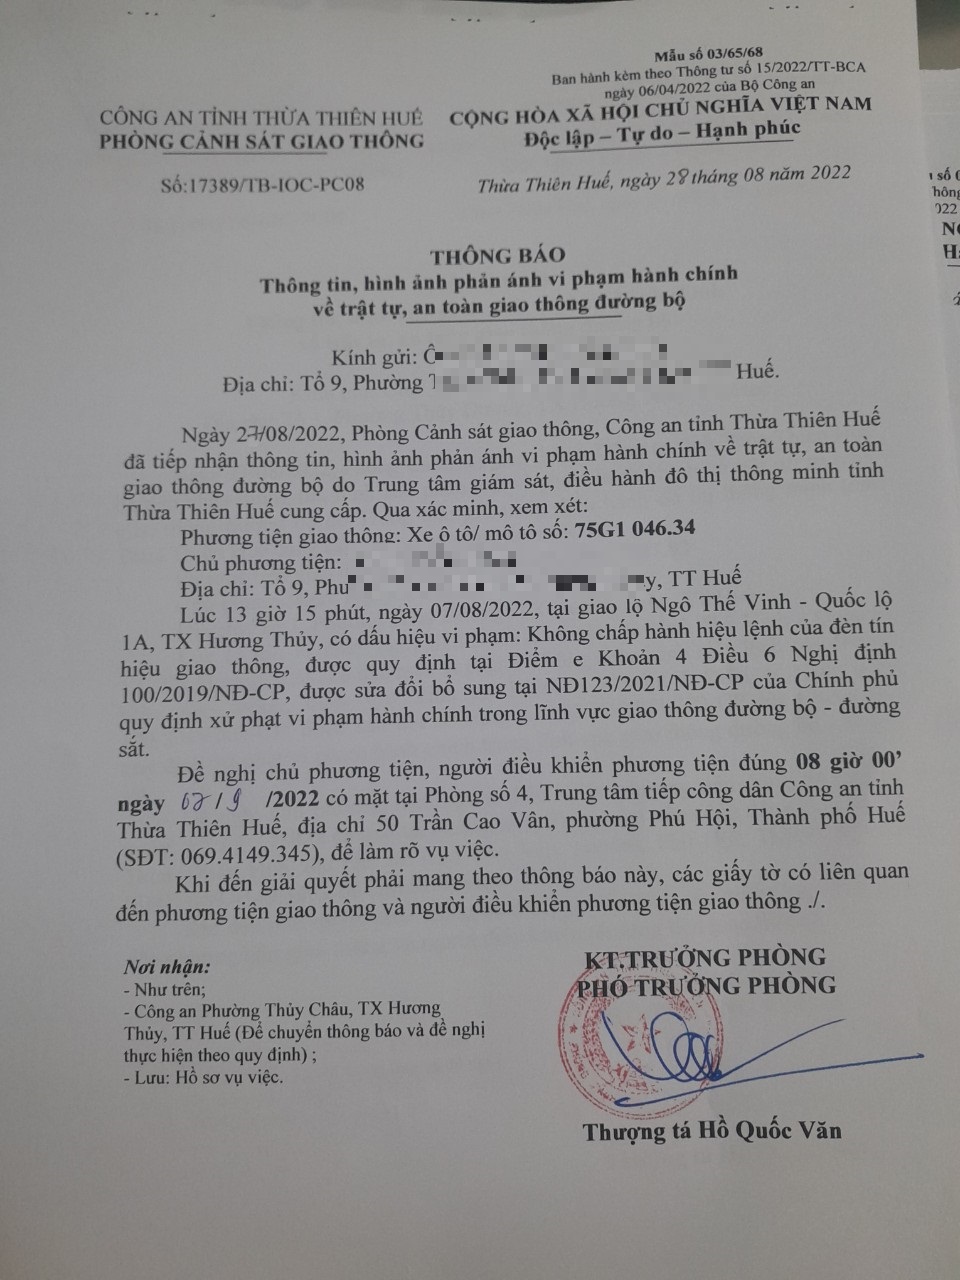 Mẫu số 03/65/68
Ban hành kèm theo Thông tư số 15/2022/TT-BCA
ngày 06/04/2022 của Bộ Công an
CÔNG AN TỈNH THỪA THIÊN HUẾ
PHÒNG CẢNH SÁT GIAO THÔNG
CỘNG HÒA XÃ HỘI CHỦ NGHĨA VIỆT NAM
Độc lập – Tự do – Hạnh phúc
Số:17389/TB-IOC-PC08
Thừa Thiên Huế, ngày 28 tháng 08 năm 2022
THÔNG BÁO
Thông tin, hình ảnh phản ánh vi phạm hành chính
về trật tự, an toàn giao thông đường bộ
Kính gửi: Ô
Địa chỉ: Tổ 9, Phường T Huế.
Ngày 27/08/2022, Phòng Cảnh sát giao thông, Công an tỉnh Thừa Thiên Huế
đã tiếp nhận thông tin, hình ảnh phản ánh vi phạm hành chính về trật tự, an toàn
giao thông đường bộ do Trung tâm giám sát, điều hành đô thị thông minh tỉnh
Thừa Thiên Huế cung cấp. Qua xác minh, xem xét:
Phương tiện giao thông: Xe ô tô/ mô tô số: 75G1 046.34
Chủ phương tiện:
Địa chỉ: Tổ 9, Phư y, TT Huế
Lúc 13 giờ 15 phút, ngày 07/08/2022, tại giao lộ Ngô Thế Vinh - Quốc lộ
1A, TX Hương Thủy, có dấu hiệu vi phạm: Không chấp hành hiệu lệnh của đèn tín
hiệu giao thông, được quy định tại Điểm e Khoản 4 Điều 6 Nghị định
100/2019/NĐ-CP, được sửa đổi bổ sung tại NĐ123/2021/NĐ-CP của Chính phủ
quy định xử phạt vi phạm hành chính trong lĩnh vực giao thông đường bộ - đường
sắt.
Đề nghị chủ phương tiện, người điều khiển phương tiện đúng 08 giờ 00’
ngày /9 /2022 có mặt tại Phòng số 4, Trung tâm tiếp công dân Công an tỉnh
Thừa Thiên Huế, địa chỉ 50 Trần Cao Vân, phường Phú Hội, Thành phố Huế
(SĐT: 069.4149.345), để làm rõ vụ việc.
Khi đến giải quyết phải mang theo thông báo này, các giấy tờ có liên quan
đến phương tiện giao thông và người điều khiển phương tiện giao thông ./.
Nơi nhận:
- Như trên;
- Công an Phường Thủy Châu, TX Hương
Thủy, TT Huế (Để chuyển thông báo và đề nghị
thực hiện theo quy định) ;
- Lưu: Hồ sơ vụ việc.
KT.TRƯỞNG PHÒNG
PHÓ TRƯỞNG PHÒNG
Thượng tá Hồ Quốc Văn